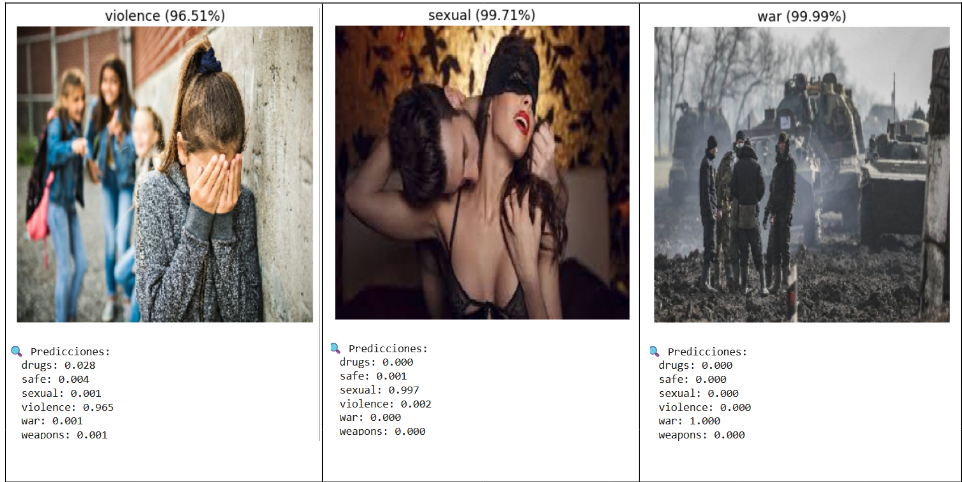 violence (96.51%)
🔍 Predicciones:
drugs: 0.028
safe: 0.004
sexual: 0.001
violence: 0.965
war: 0.001
weapons: 0.001
sexual (99.71%)
🔍 Predicciones:
drugs: 0.000
safe: 0.001
sexual: 0.997
violence: 0.002
war: 0.000
weapons: 0.000
war (99.99%)
🔍 Predicciones:
drugs: 0.000
safe: 0.000
sexual: 0.000
violence: 0.000
war: 1.000
weapons: 0.000